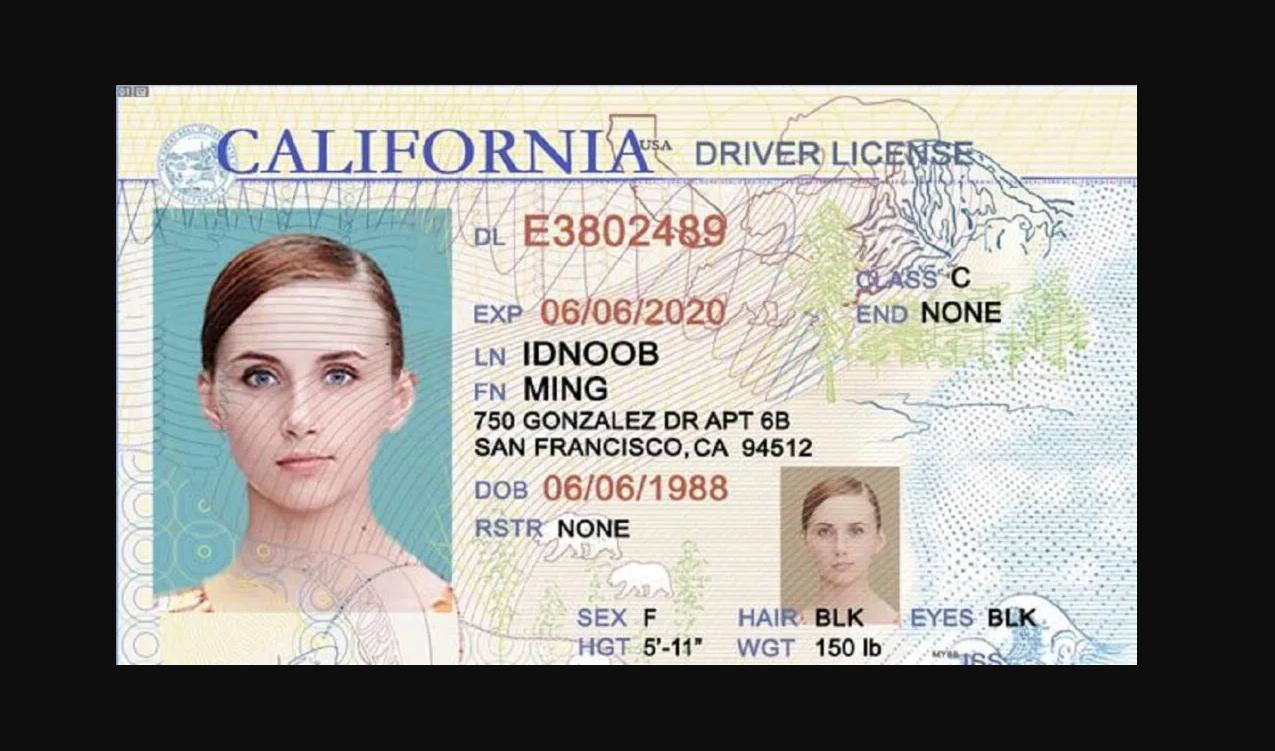 CALIFORNIA USA DRIVER LICENSE
DL E3802489
CLASS C
EXP 06/06/2020
END NONE
LN IDNOOB
FN MING
750 GONZALEZ DR APT 6B
SAN FRANCISCO, CA 94512
DOB 06/06/1988
RSTR NONE
SEX F HAIR BLK EYES BLK
HGT 5'-11" WGT 150 lb
ISS